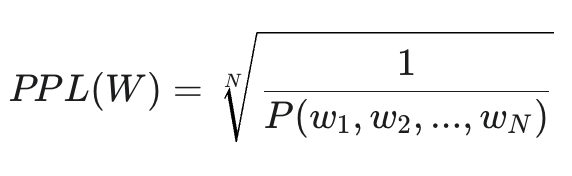 PPL(W) = \sqrt[N]{\frac{1}{P(w_1, w_2, ..., w_N)}}